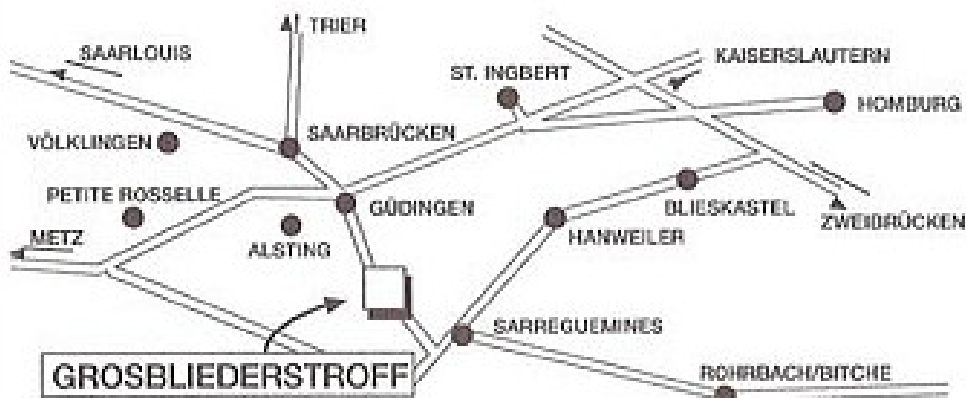 TRIER
SAARLOUIS
KAISERSLAUTERN
ST. INGBERT
HOMBURG
VÖLKLINGEN
SAARBRÜCKEN
PETITE ROSSELLE
GÜDINGEN
BLIESKASTEL
ZWEIBRÜCKEN
METZ
ALSTING
HANWEILER
SARREGUEMINES
GROSBLIEDERSTROFF
ROHRBACH/BITCHE